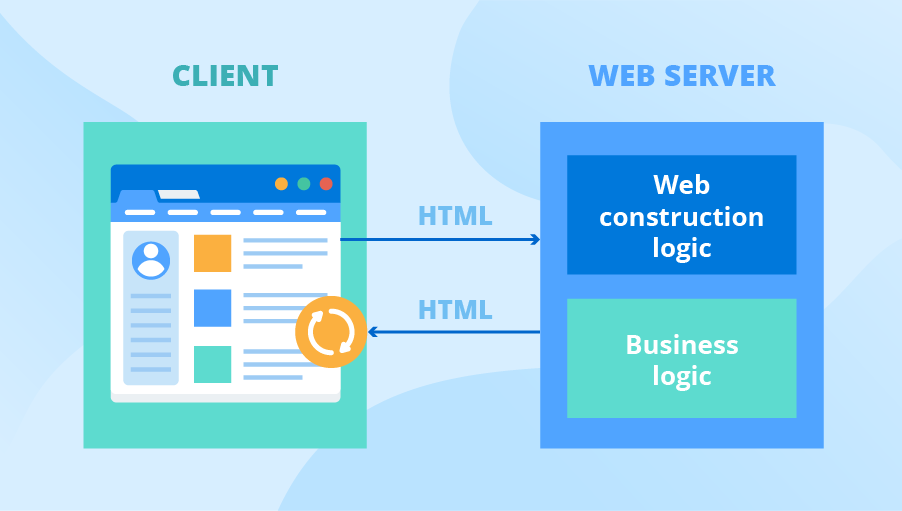 CLIENT
WEB SERVER
HTML
HTML
Web
construction
logic
Business
logic